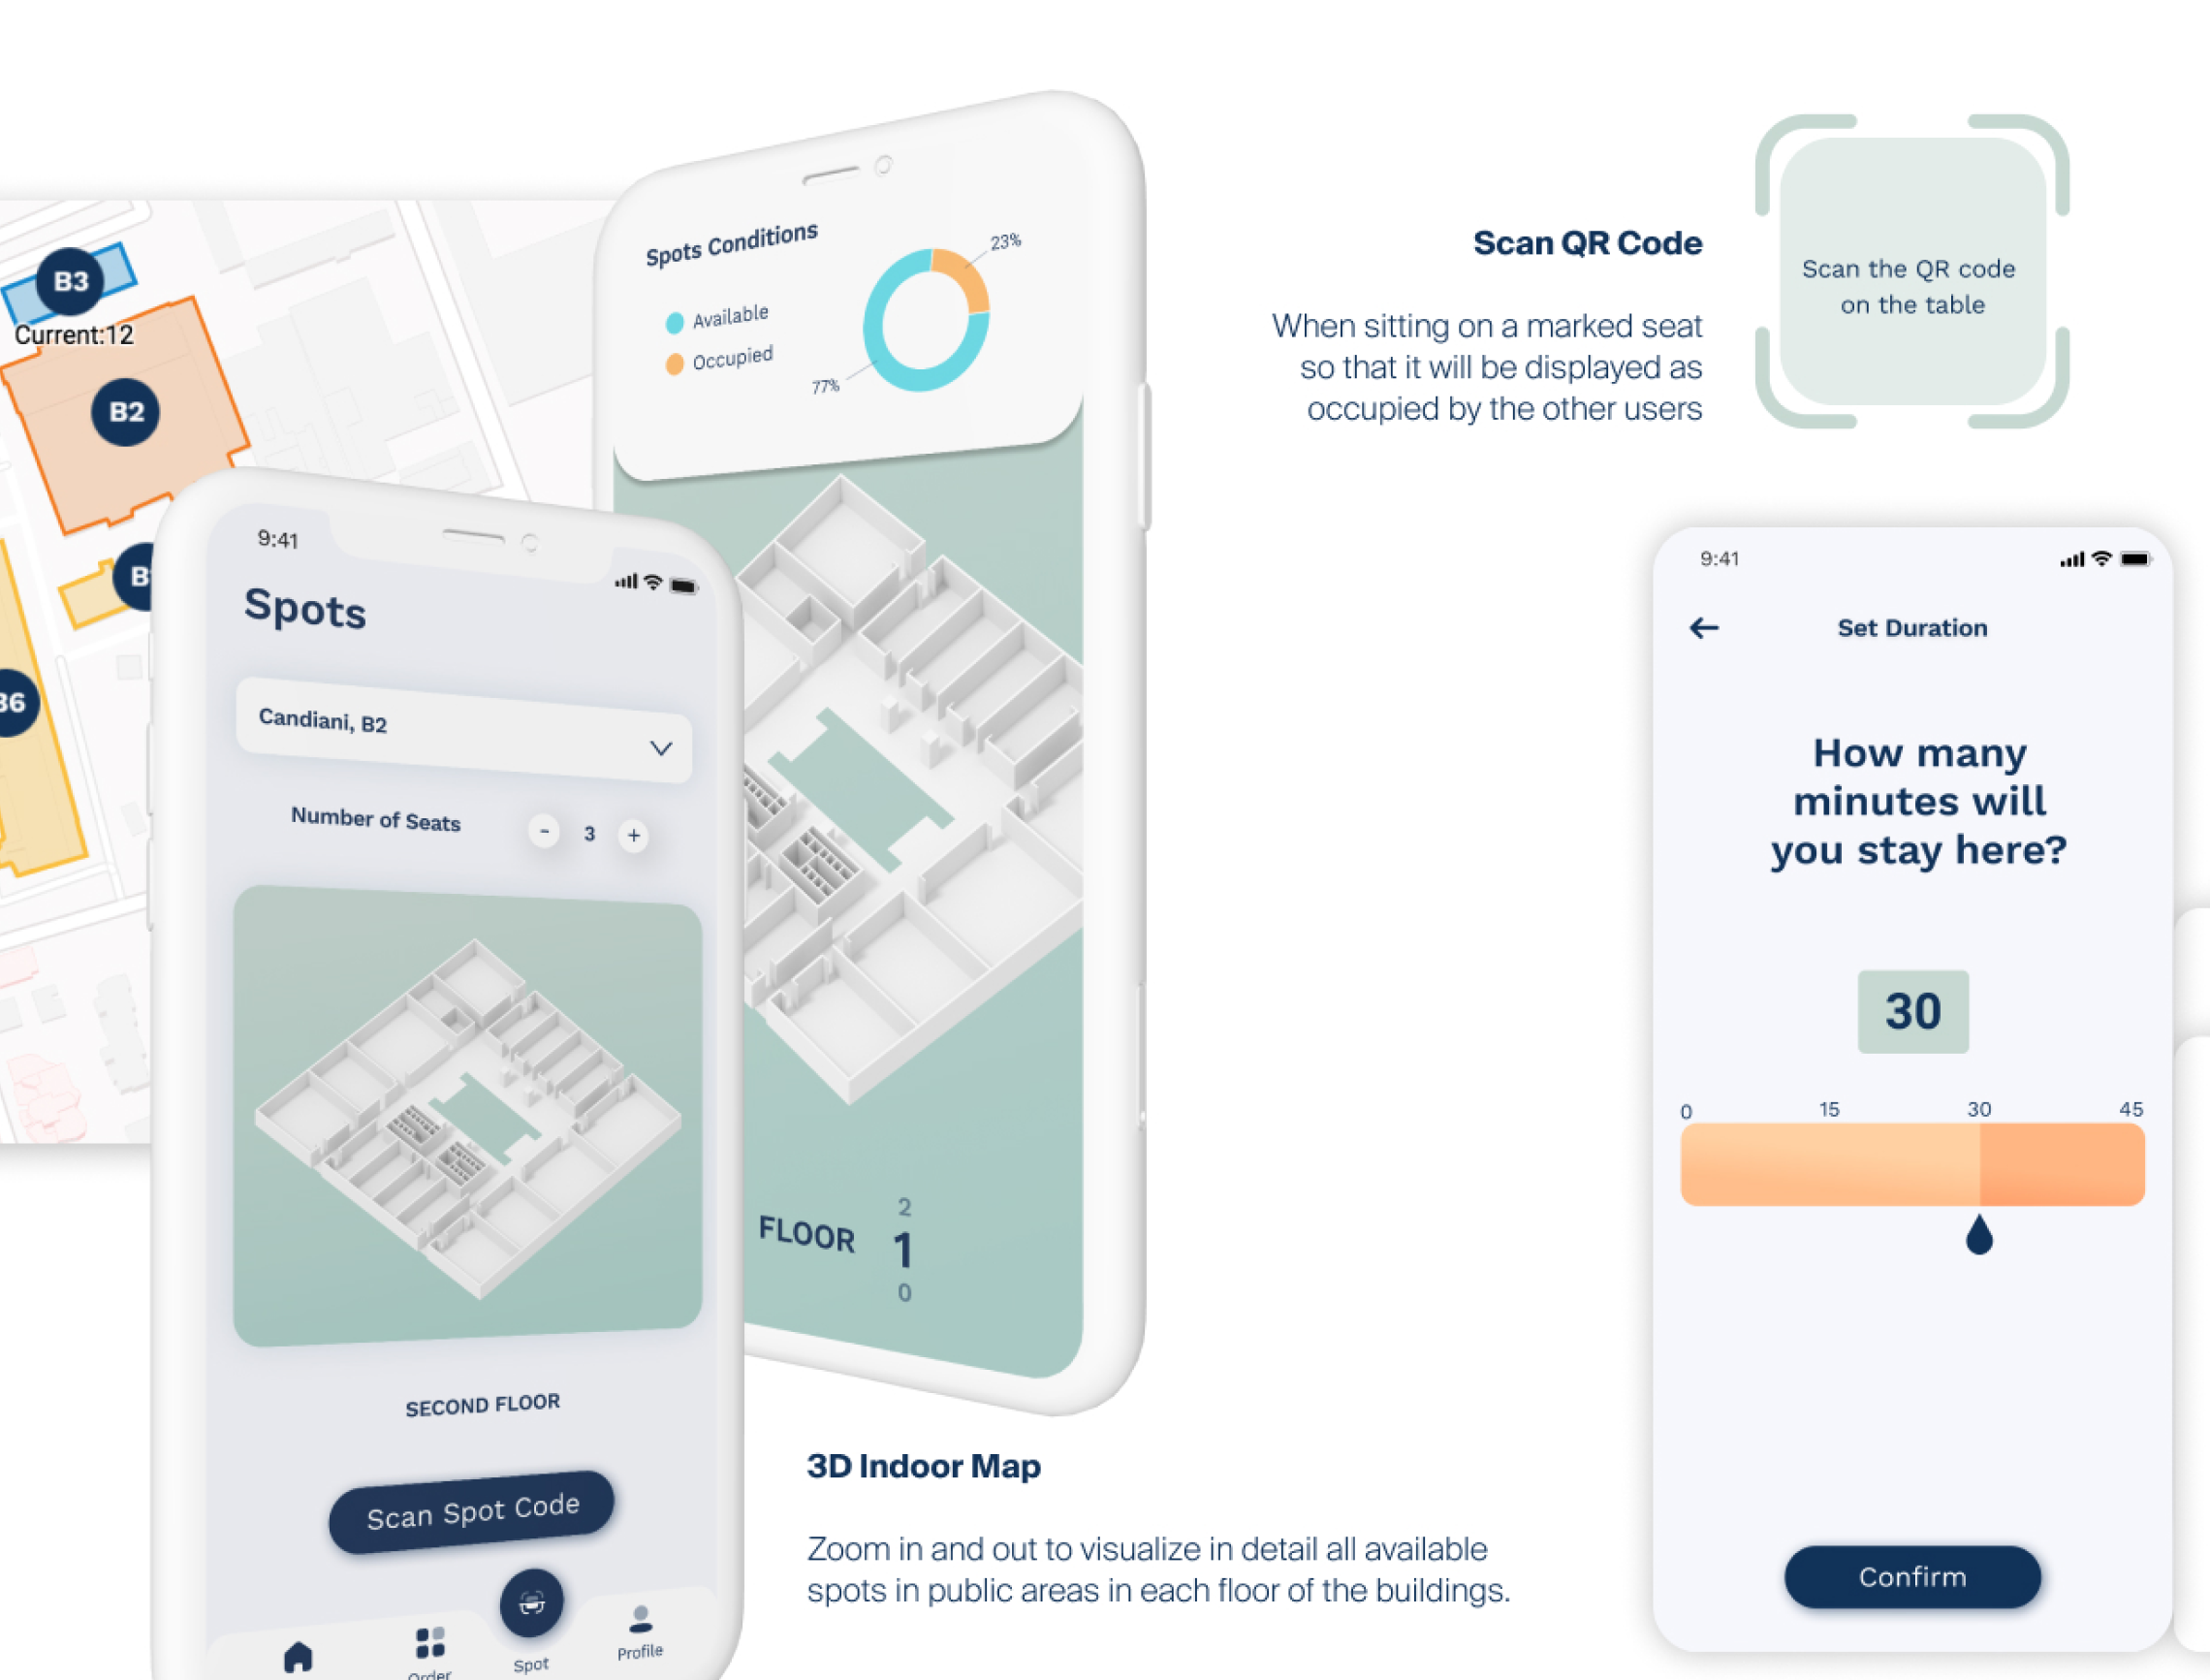 B3
Current:12
B2
B
B6
Spots Conditions
Available
Occupied
23%
77%
FLOOR
2
1
0
9:41
Spots
Candiani, B2
Number of Seats
- 3 +
SECOND FLOOR
Scan Spot Code
Order
Spot
Profile
3D Indoor Map
Zoom in and out to visualize in detail all available
spots in public areas in each floor of the buildings.
Scan QR Code
When sitting on a marked seat
so that it will be displayed as
occupied by the other users
Scan the QR code
on the table
9:41
Set Duration
How many
minutes will
you stay here?
30
0 15 30 45
Confirm